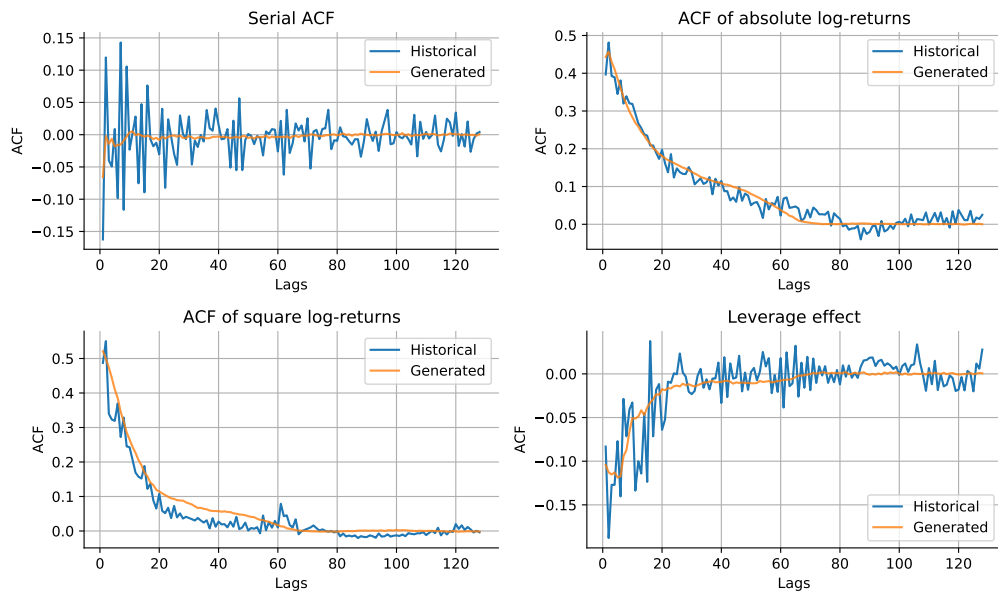 Serial ACF
0.15
0.10
0.05
0.00
−0.05
−0.10
−0.15
ACF
0 20 40 60 80 100 120
Lags
Historical
Generated
ACF of absolute log-returns
0.5
0.4
0.3
0.2
0.1
0.0
ACF
0 20 40 60 80 100 120
Lags
Historical
Generated
ACF of square log-returns
0.5
0.4
0.3
0.2
0.1
0.0
ACF
0 20 40 60 80 100 120
Lags
Historical
Generated
Leverage effect
0.00
−0.05
−0.10
−0.15
ACF
0 20 40 60 80 100 120
Lags
Historical
Generated